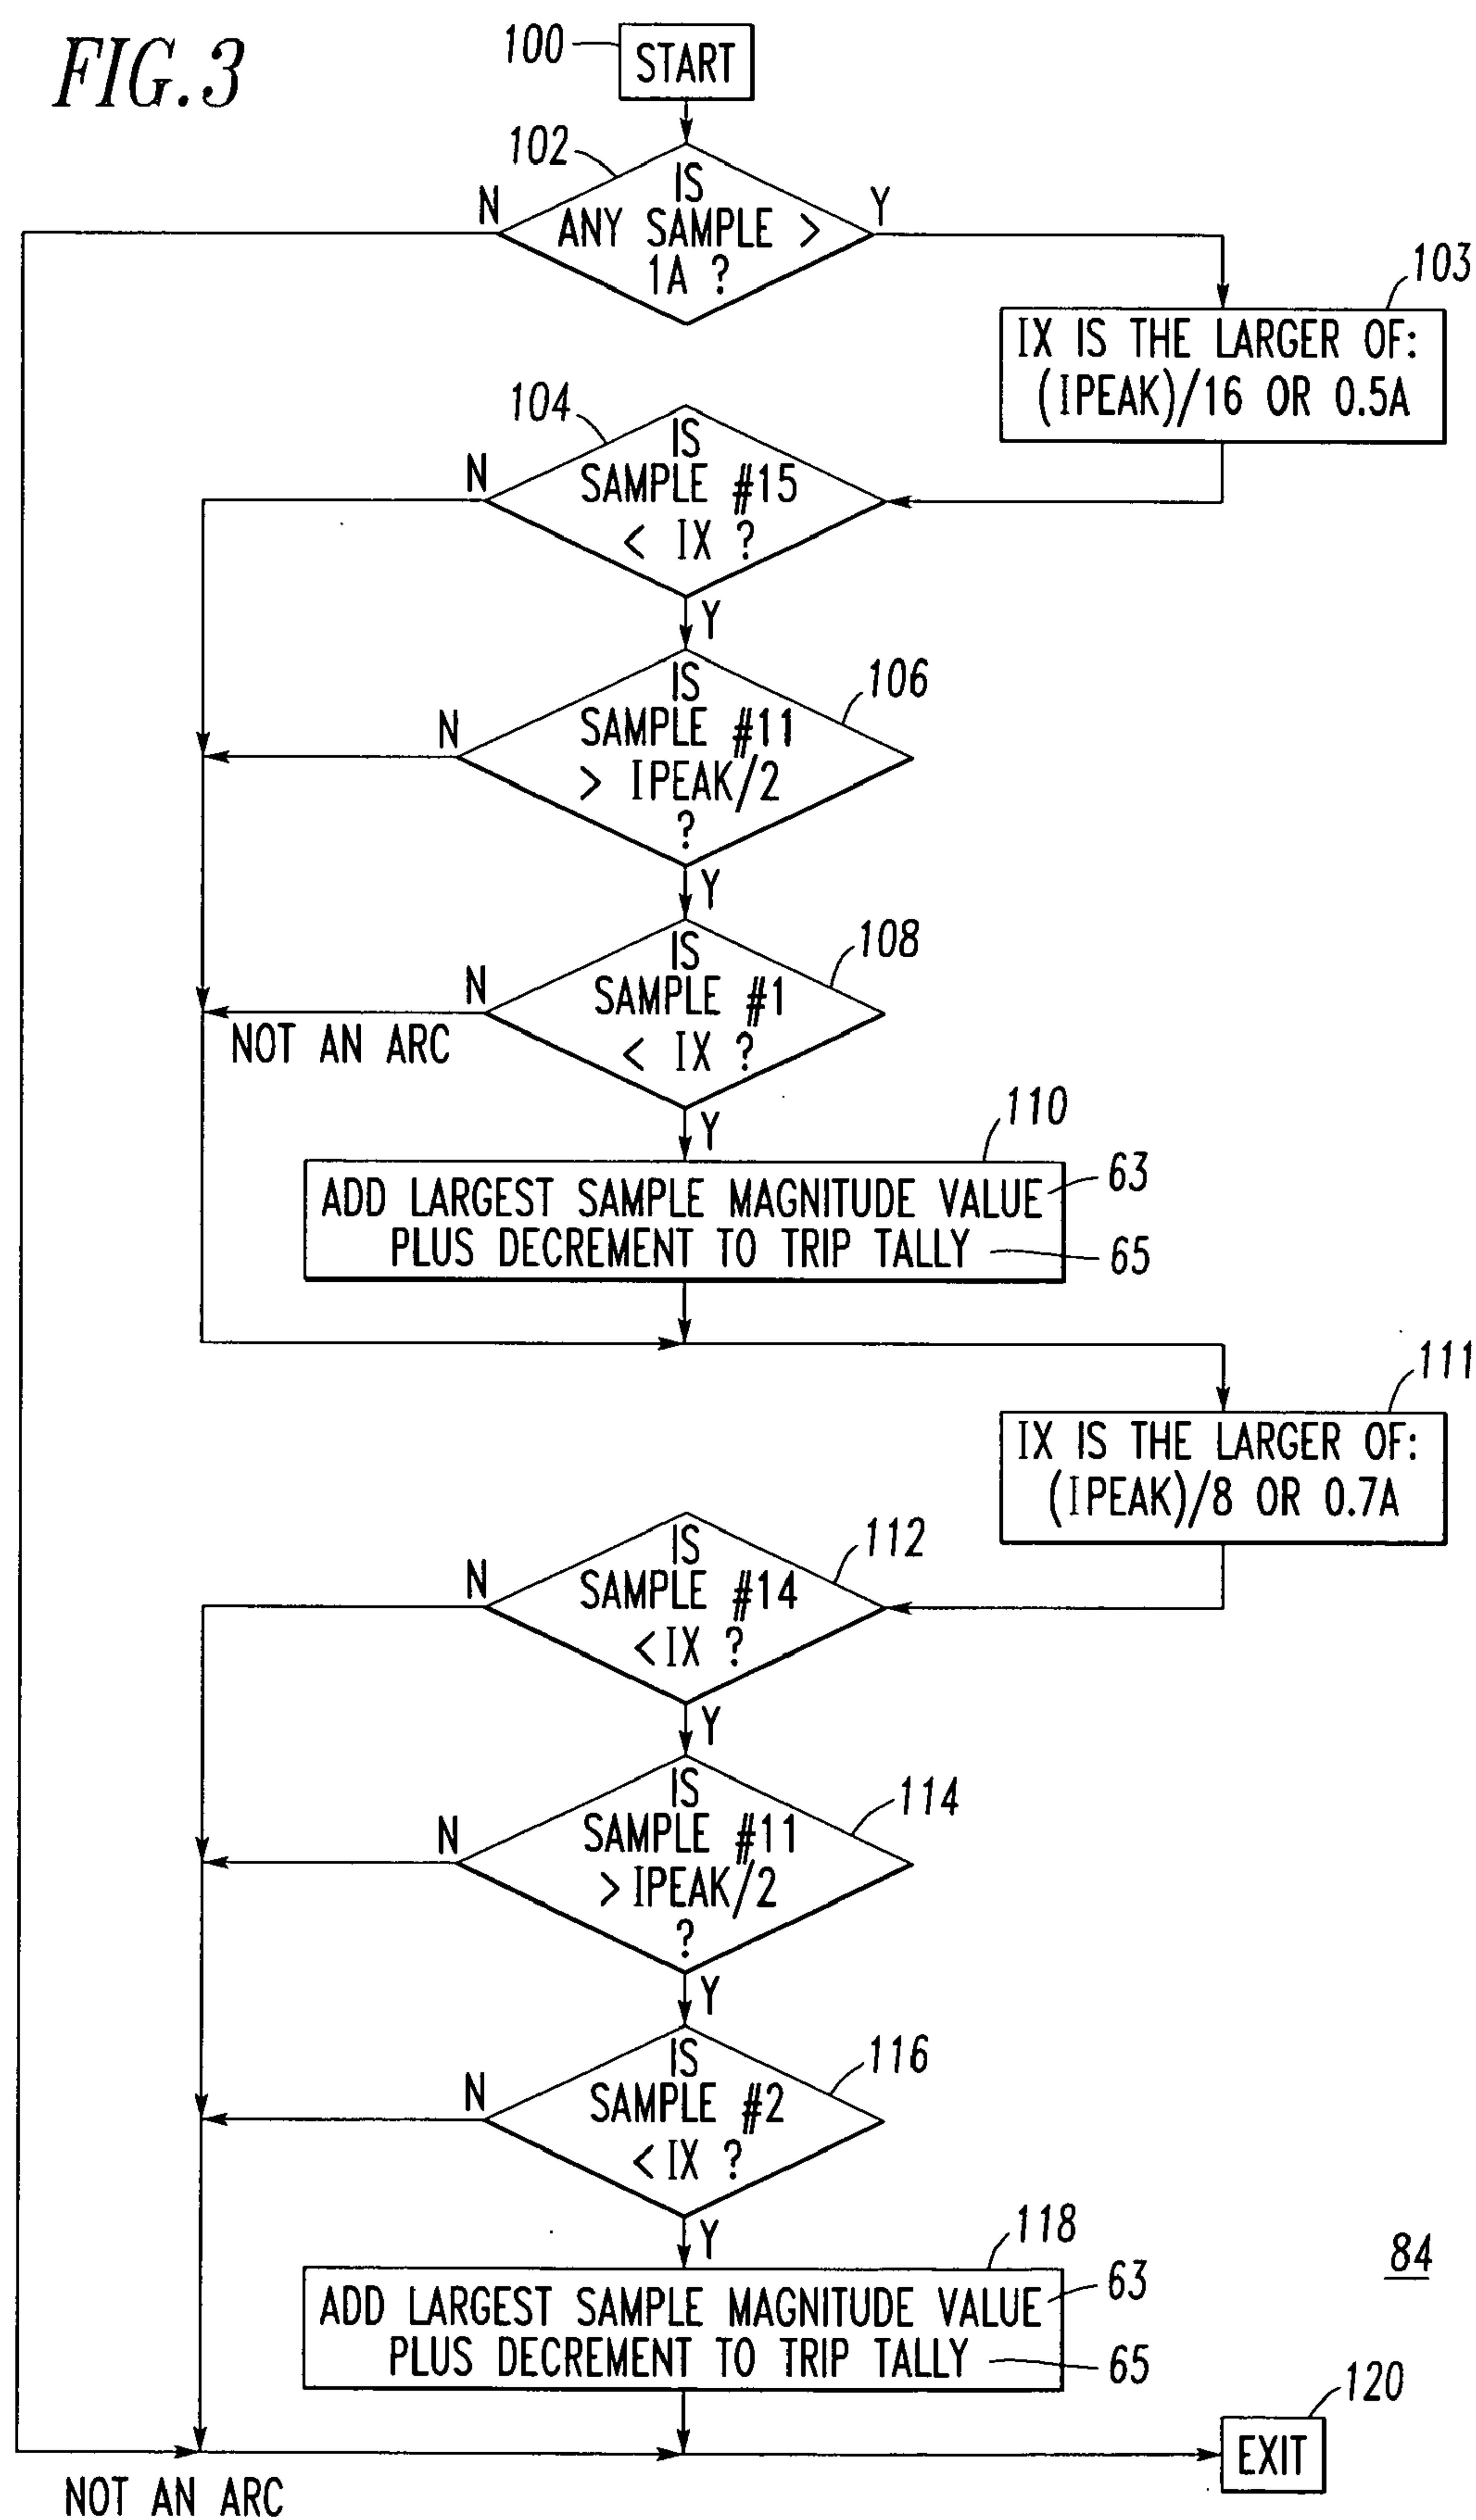 FIG.3
100
START
102
N
IS
ANY SAMPLE >
1A ?
Y
103
IX IS THE LARGER OF:
(IPEAK)/16 OR 0.5A
104
N
IS
SAMPLE #15
< IX ?
Y
106
N
IS
SAMPLE #11
> IPEAK/2
?
Y
108
N
IS
SAMPLE #1
< IX ?
NOT AN ARC
Y
110
ADD LARGEST SAMPLE MAGNITUDE VALUE
63
PLUS DECREMENT TO TRIP TALLY
65
111
IX IS THE LARGER OF:
(IPEAK)/8 OR 0.7A
112
N
IS
SAMPLE #14
< IX ?
Y
114
N
IS
SAMPLE #11
> IPEAK/2
?
Y
116
N
IS
SAMPLE #2
< IX ?
Y
118
84
ADD LARGEST SAMPLE MAGNITUDE VALUE
63
PLUS DECREMENT TO TRIP TALLY
65
120
EXIT
NOT AN ARC